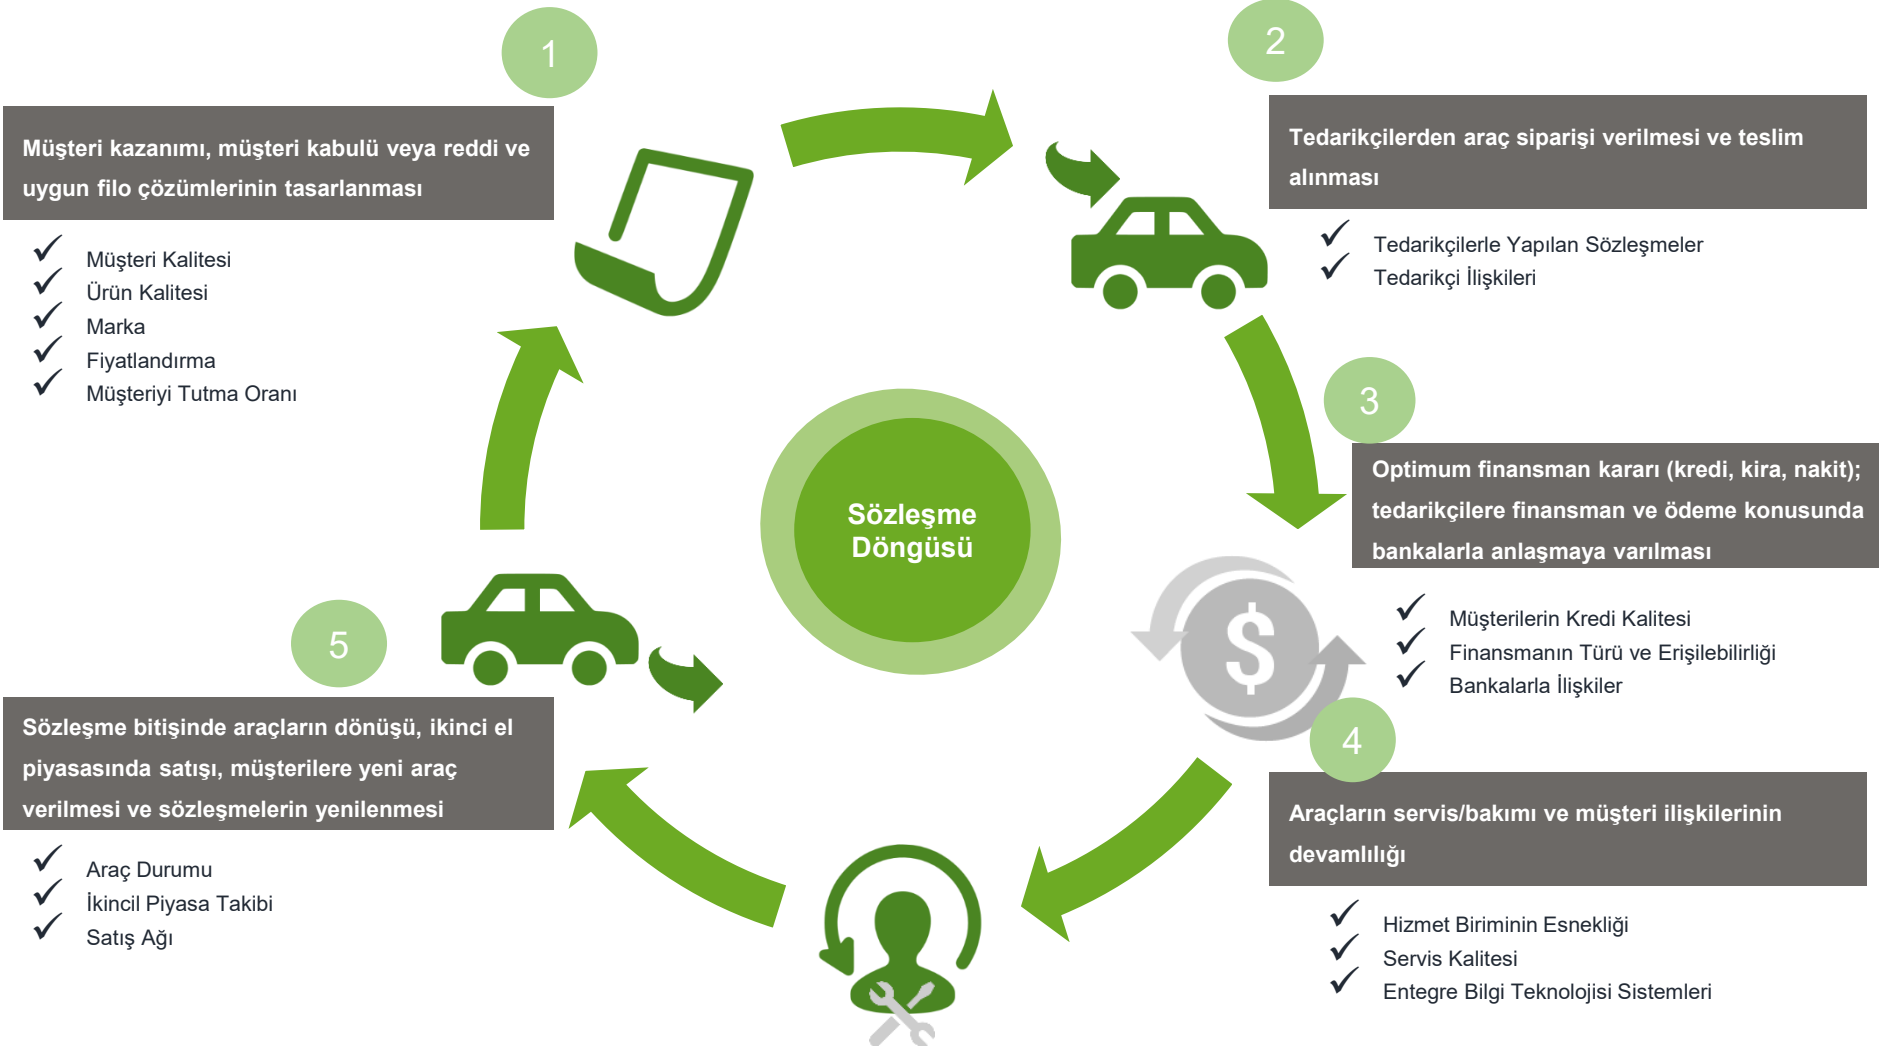 1
Müşteri kazanımı, müşteri kabulü veya reddi ve
uygun filo çözümlerinin tasarlanması
Müşteri Kalitesi
Ürün Kalitesi
Marka
Fiyatlandırma
Müşteriyi Tutma Oranı
2
Tedarikçilerden araç siparişi verilmesi ve teslim
alınması
Tedarikçilerle Yapılan Sözleşmeler
Tedarikçi İlişkileri
3
Optimum finansman kararı (kredi, kira, nakit);
tedarikçilere finansman ve ödeme konusunda
bankalarla anlaşmaya varılması
Müşterilerin Kredi Kalitesi
Finansmanın Türü ve Erişilebilirliği
Bankalarla İlişkiler
$
Sözleşme
Döngüsü
4
Araçların servis/bakımı ve müşteri ilişkilerinin
devamlılığı
Hizmet Biriminin Esnekliği
Servis Kalitesi
Entegre Bilgi Teknolojisi Sistemleri
5
Sözleşme bitişinde araçların dönüşü, ikinci el
piyasasında satışı, müşterilere yeni araç
verilmesi ve sözleşmelerin yenilenmesi
Araç Durumu
İkincil Piyasa Takibi
Satış Ağı